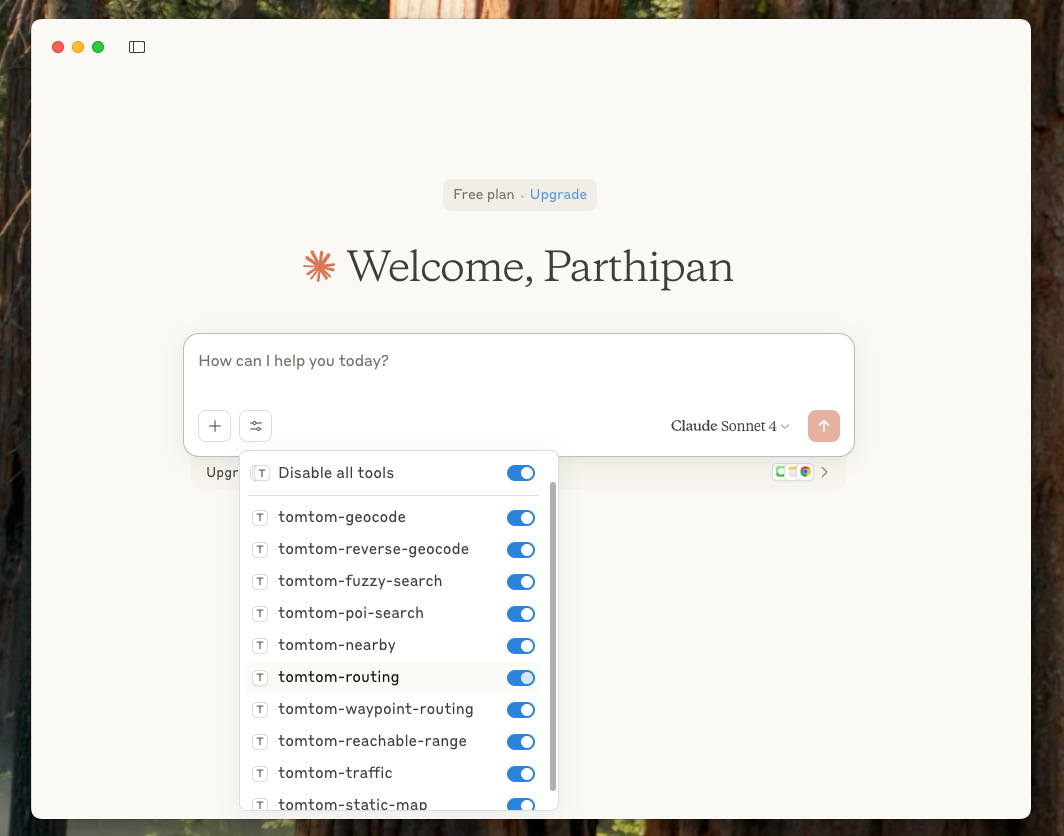 Free plan · Upgrade
Welcome, Parthipan
How can I help you today?
Claude Sonnet 4
Upgr
T Disable all tools
T tomtom-geocode
T tomtom-reverse-geocode
T tomtom-fuzzy-search
T tomtom-poi-search
T tomtom-nearby
T tomtom-routing
T tomtom-waypoint-routing
T tomtom-reachable-range
T tomtom-traffic
T tomtom-static-map